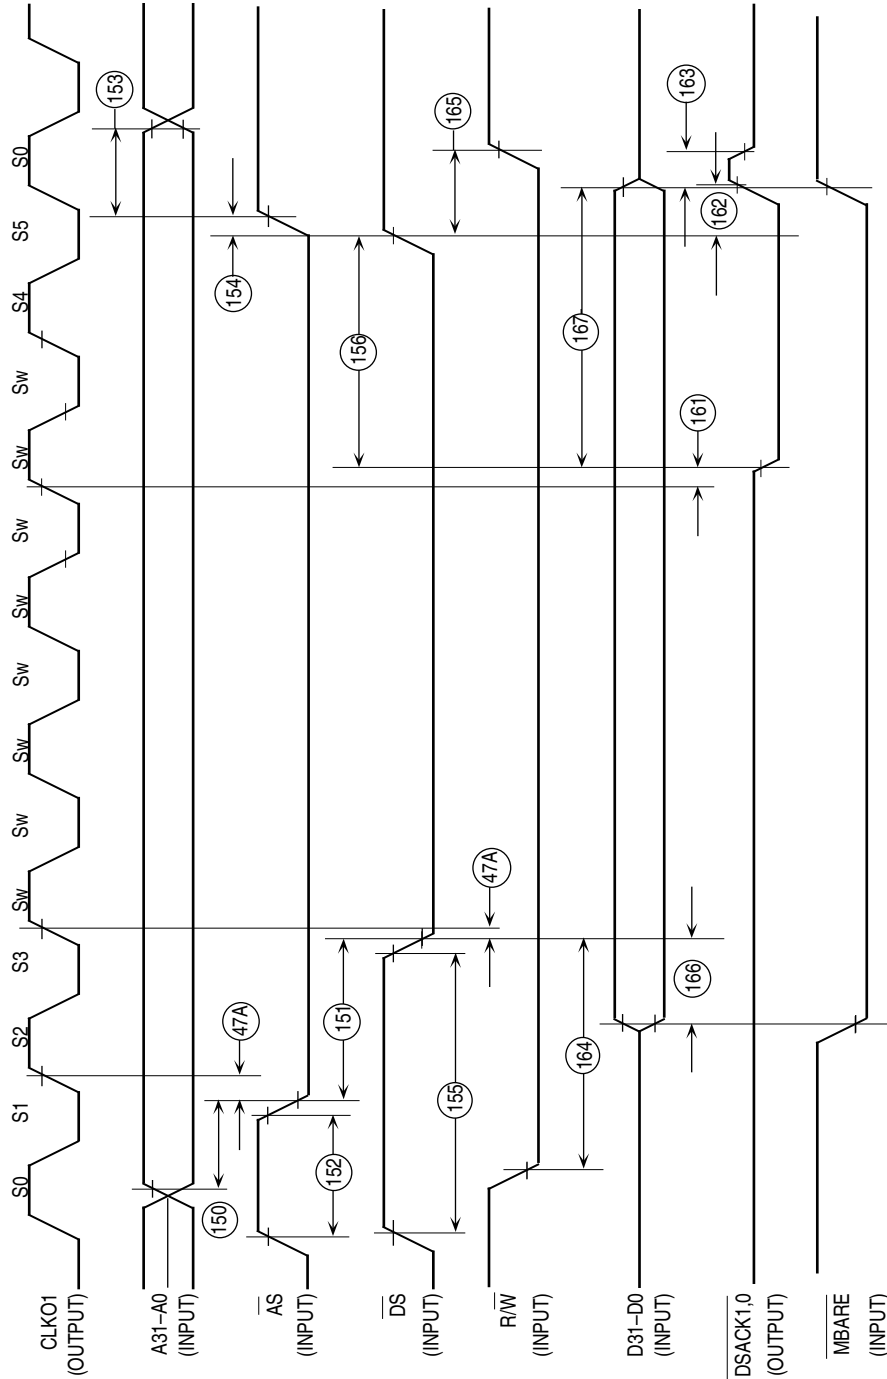 S0 S1 S2 S3 Sw Sw Sw Sw Sw Sw Sw Sw S4 S5 S0
CLKO1
(OUTPUT)
153
A31–A0
(INPUT)
150
47A
154
AS
(INPUT)
152
151
156
DS
(INPUT)
155
47A
165
R/W
(INPUT)
164
167
D31–D0
(INPUT)
166
161
163
162
DSACK1,0
(OUTPUT)
MBARE
(INPUT)